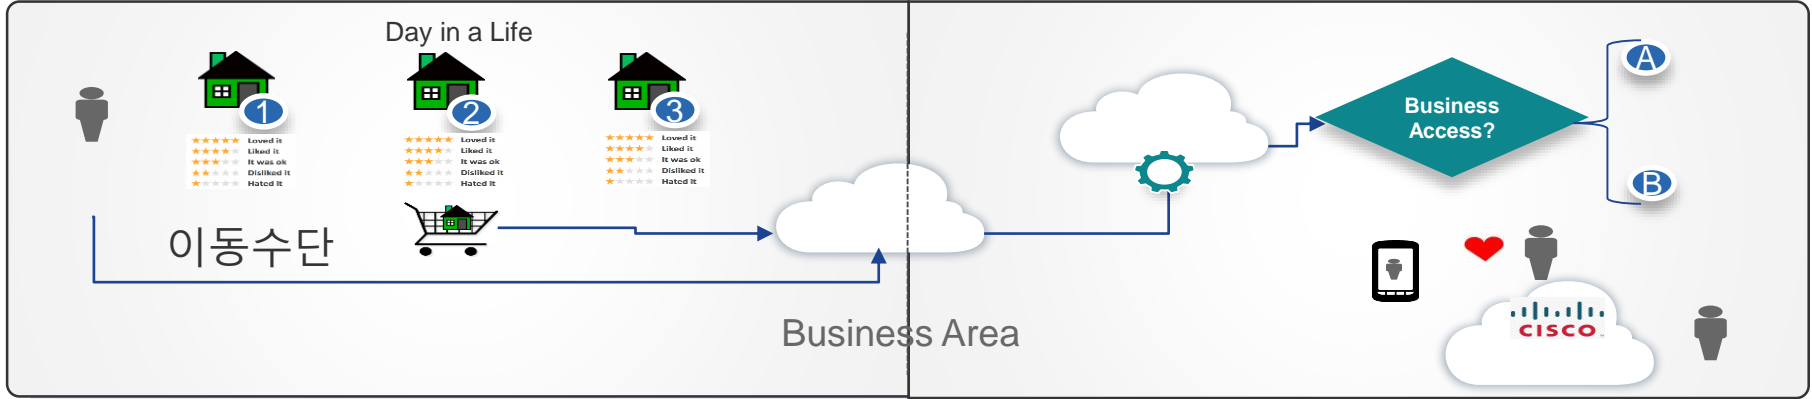 Day in a Life
1
2
3
Loved it
Liked it
It was ok
Disliked it
Hated It
Loved it
Liked it
It was ok
Disliked it
Hated It
Loved it
Liked it
It was ok
Disliked it
Hated It
이동수단
Business Area
Business
Access?
A
B
CISCO